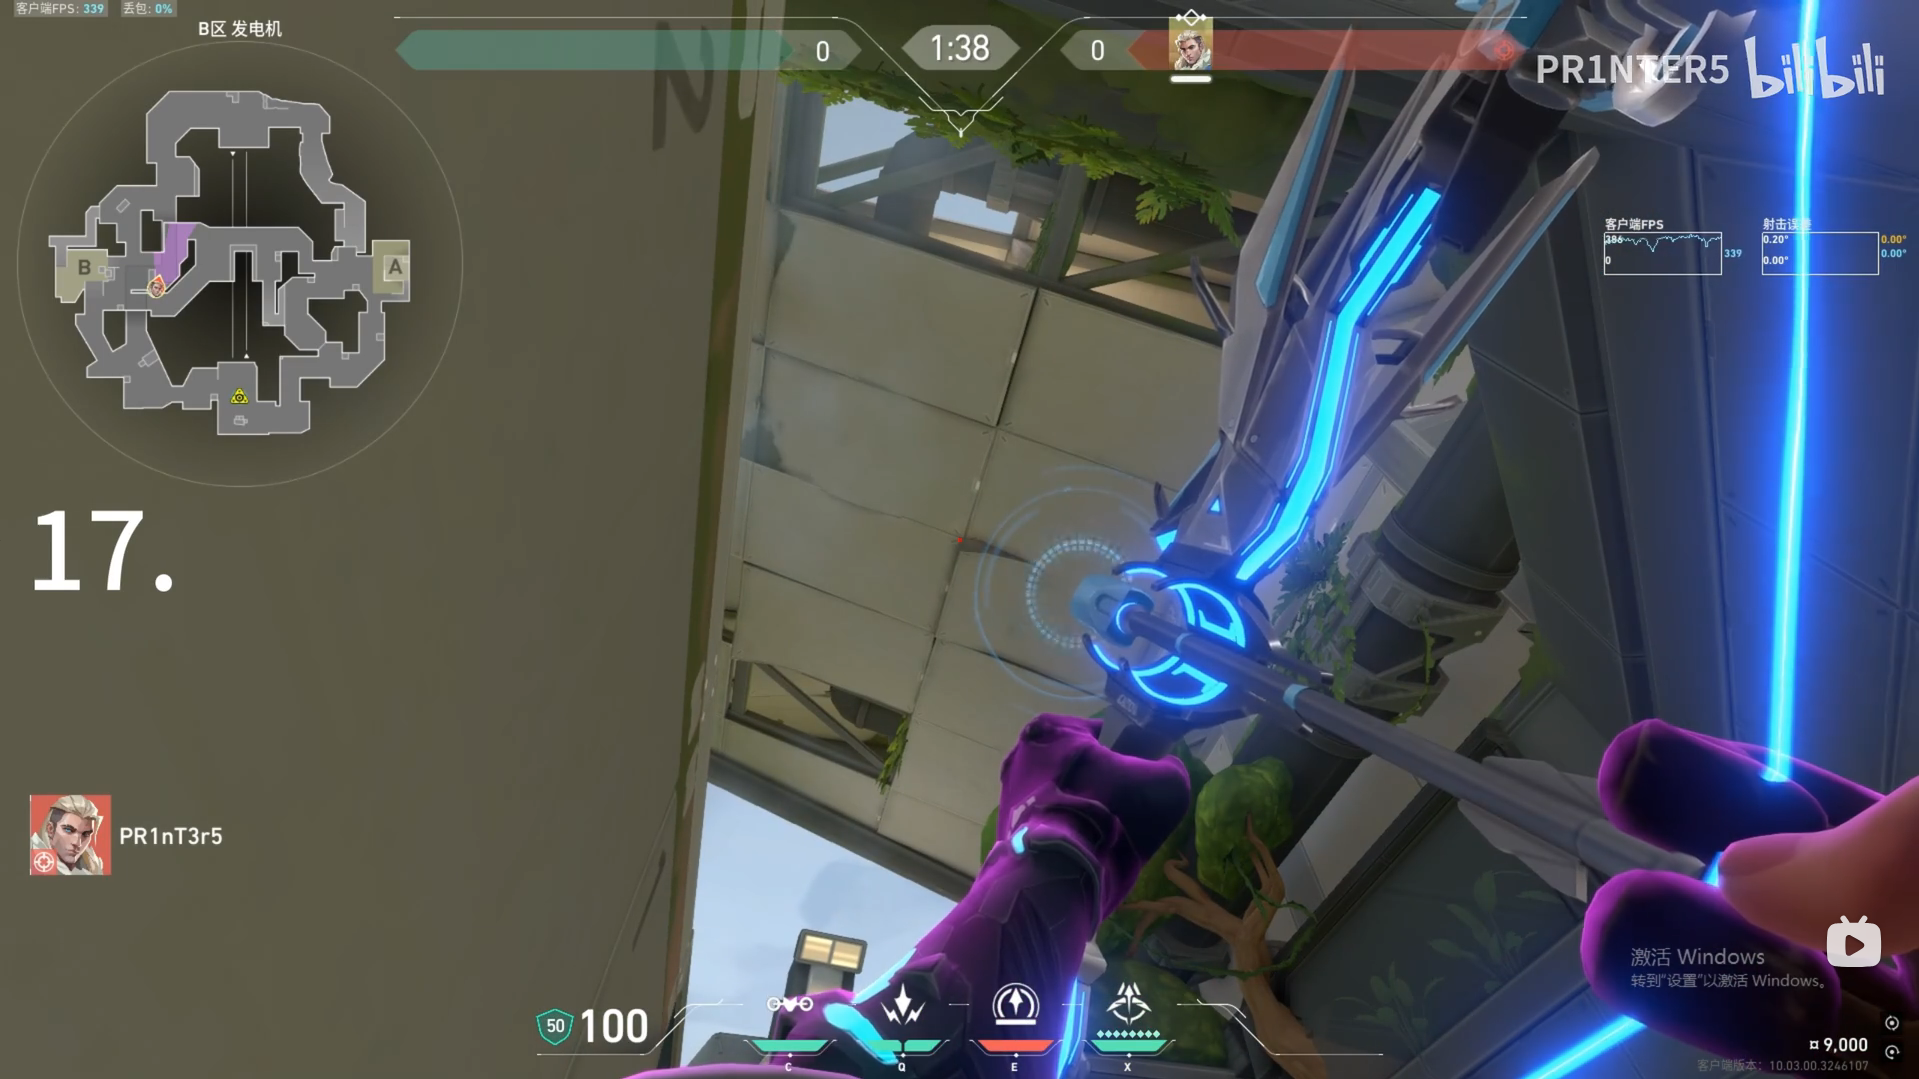 客户端FPS: 339 丢包: 0%
B区 发电机
0
1:38
0
PR1NTER5 bilibili
B
A
客户端FPS
386
0
339
射击误差
0.20°
0.00°
0.00°
0.00°
17.
PR1nT3r5
50 100
C
Q
E
X
激活 Windows
转到"设置"以激活 Windows。
¤ 9,000
客户端版本: 10.03.00.3246107